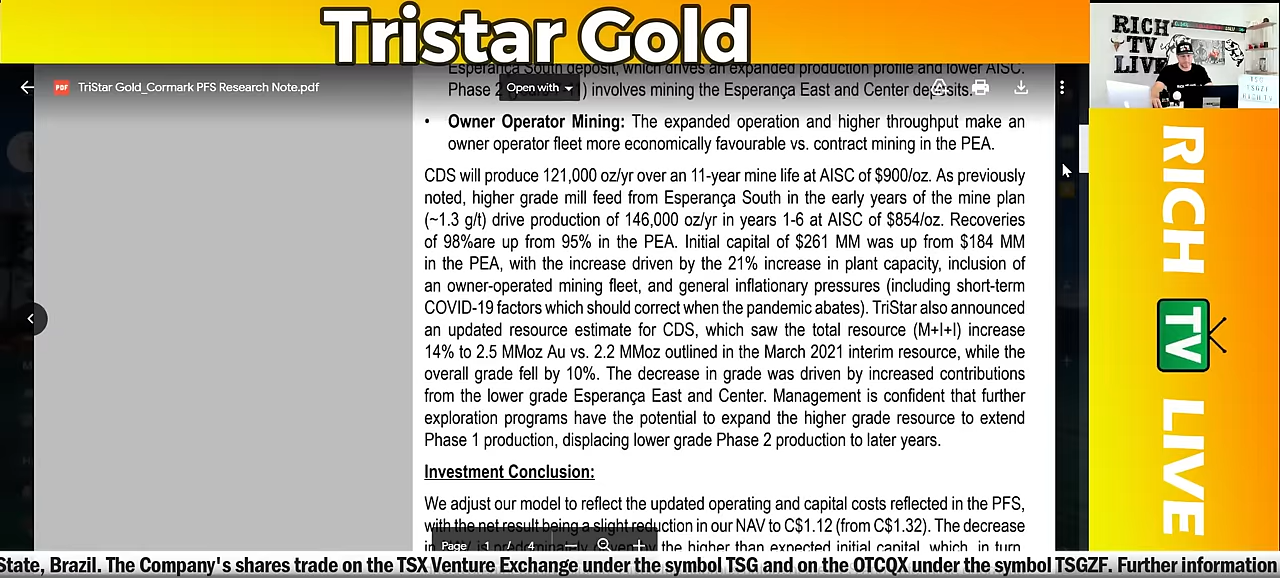 Tristar Gold
RICH
TV
LIVE
TSG
TSGZF
RICH TV
TriStar Gold_Cormark PFS Research Note.pdf
Open with
Esperança South deposit, which drives an expanded production profile and lower AISC.
Phase 2 1) involves mining the Esperança East and Center deposits.
• Owner Operator Mining: The expanded operation and higher throughput make an
owner operator fleet more economically favourable vs. contract mining in the PEA.
CDS will produce 121,000 oz/yr over an 11-year mine life at AISC of $900/oz. As previously
noted, higher grade mill feed from Esperança South in the early years of the mine plan
(~1.3 g/t) drive production of 146,000 oz/yr in years 1-6 at AISC of $854/oz. Recoveries
of 98%are up from 95% in the PEA. Initial capital of $261 MM was up from $184 MM
in the PEA, with the increase driven by the 21% increase in plant capacity, inclusion of
an owner-operated mining fleet, and general inflationary pressures (including short-term
COVID-19 factors which should correct when the pandemic abates). TriStar also announced
an updated resource estimate for CDS, which saw the total resource (M+I+I) increase
14% to 2.5 MMoz Au vs. 2.2 MMoz outlined in the March 2021 interim resource, while the
overall grade fell by 10%. The decrease in grade was driven by increased contributions
from the lower grade Esperança East and Center. Management is confident that further
exploration programs have the potential to expand the higher grade resource to extend
Phase 1 production, displacing lower grade Phase 2 production to later years.
Investment Conclusion:
We adjust our model to reflect the updated operating and capital costs reflected in the PFS,
with the net result being a slight reduction in our NAV to C$1.12 (from C$1.32). The decrease
in is predominately driven by the higher than expected initial capital, which, in turn,
Page 1 / 4
RICH
TV
LIVE
State, Brazil. The Company's shares trade on the TSX Venture Exchange under the symbol TSG and on the OTCQX under the symbol TSGZF. Further information